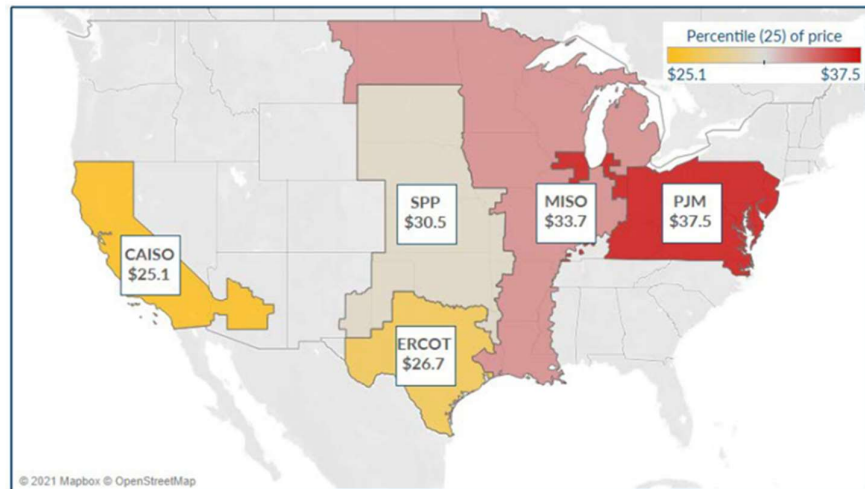 Percentile (25) of price
$25.1 $37.5
SPP
$30.5
MISO
$33.7
PJM
$37.5
CAISO
$25.1
ERCOT
$26.7
© 2021 Mapbox © OpenStreetMap